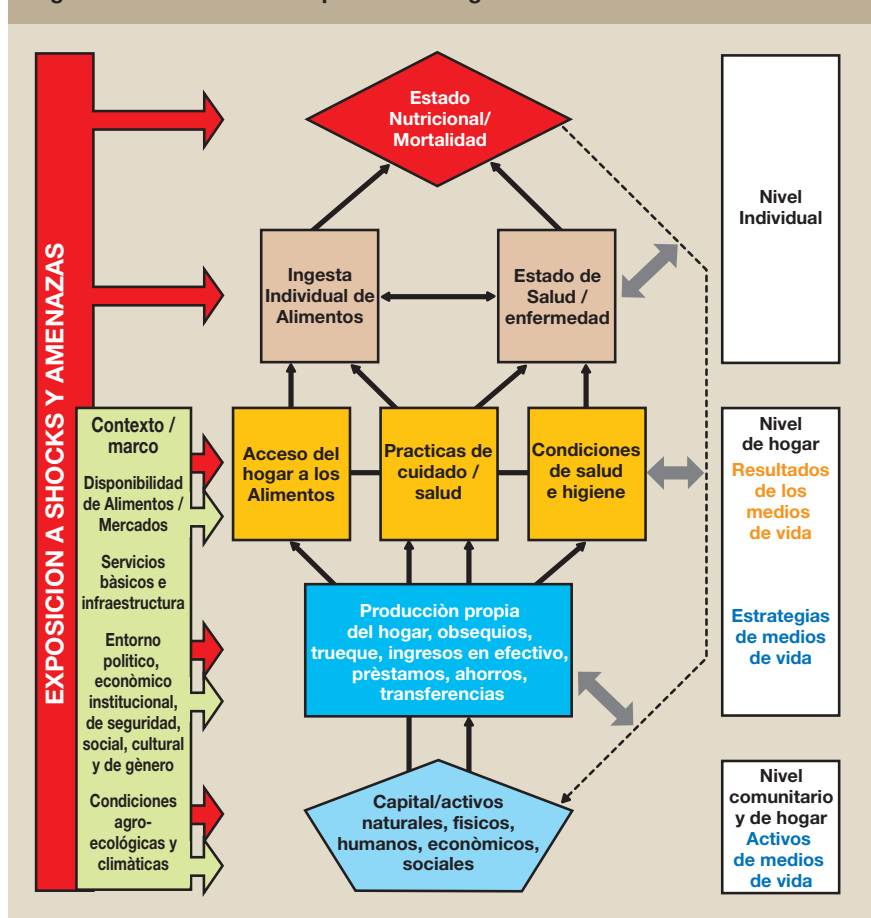 EXPOSICION A SHOCKS Y AMENAZAS
Estado
Nutricional/
Mortalidad
Nivel
Individual
Ingesta
Individual de
Alimentos
Estado de
Salud /
enfermedad
Contexto /
marco
Disponibilidad
de Alimentos /
Mercados
Servicios
bàsicos e
infraestructura
Entorno
politico,
econòmico
institucional,
de seguridad,
social, cultural
y de gènero
Condiciones
agro-
ecológicas y
climàticas
Acceso del
hogar a los
Alimentos
Practicas de
cuidado /
salud
Condiciones
de salud
e higiene
Nivel
de hogar
Resultados
de los
medios
de vida
Estrategias
de medios
de vida
Producciòn propia
del hogar, obsequios,
trueque, ingresos en efectivo,
prèstamos, ahorros,
transferencias
Capital/activos
naturales, fisicos,
humanos, econòmicos,
sociales
Nivel
comunitario
y de hogar
Activos
de medios
de vida